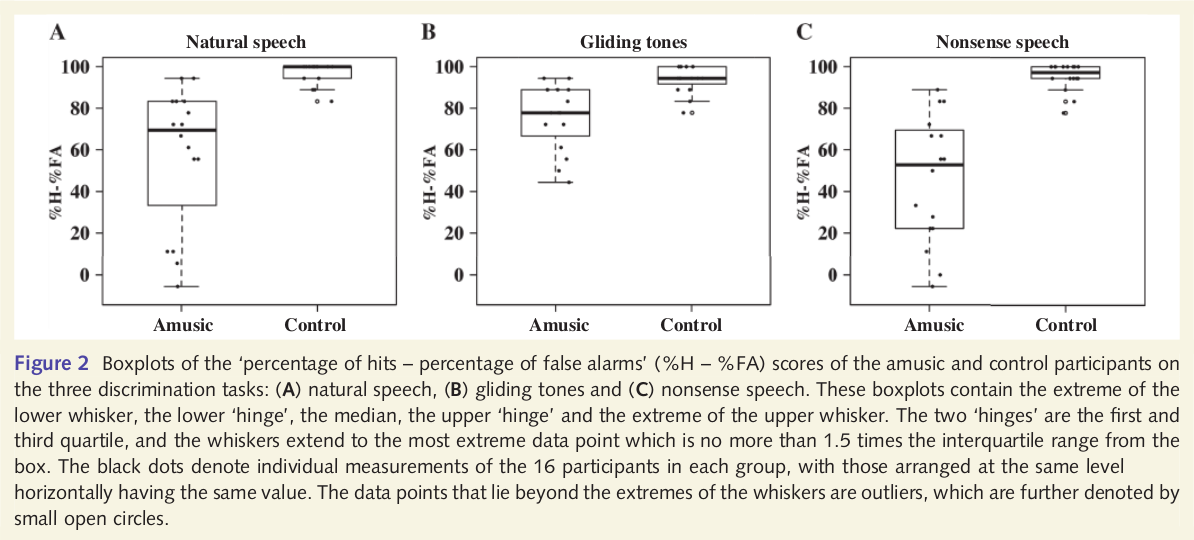 A B C
Natural speech Gliding tones Nonsense speech
100 100 100
80 80 80
60 60 60
40 40 40
20 20 20
0 0 0
%H-%FA %H-%FA %H-%FA
Amusic Control Amusic Control Amusic Control
Figure 2 Boxplots of the ‘percentage of hits – percentage of false alarms’ (%H – %FA) scores of the amusic and control participants on
the three discrimination tasks: (A) natural speech, (B) gliding tones and (C) nonsense speech. These boxplots contain the extreme of the
lower whisker, the lower ‘hinge’, the median, the upper ‘hinge’ and the extreme of the upper whisker. The two ‘hinges’ are the first and
third quartile, and the whiskers extend to the most extreme data point which is no more than 1.5 times the interquartile range from the
box. The black dots denote individual measurements of the 16 participants in each group, with those arranged at the same level
horizontally having the same value. The data points that lie beyond the extremes of the whiskers are outliers, which are further denoted by
small open circles.